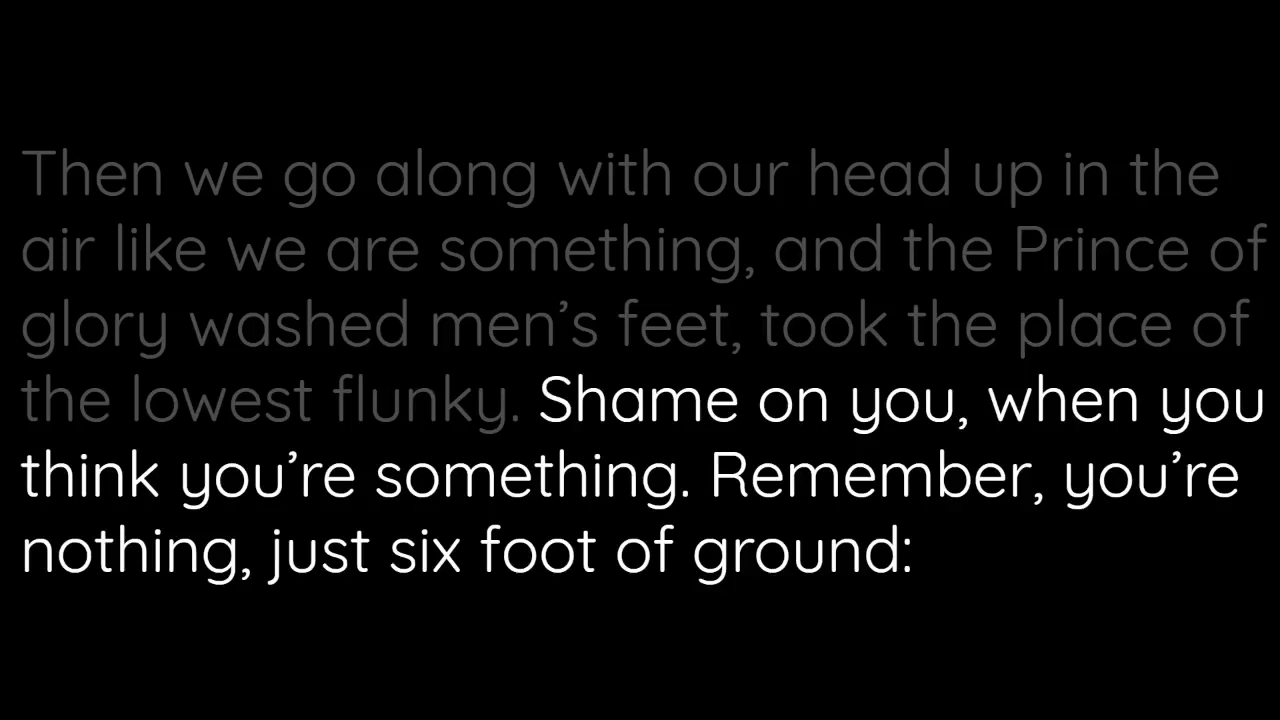 Then we go along with our head up in the
air like we are something, and the Prince of
glory washed men’s feet, took the place of
the lowest flunky. Shame on you, when you
think you’re something. Remember, you’re
nothing, just six foot of ground: